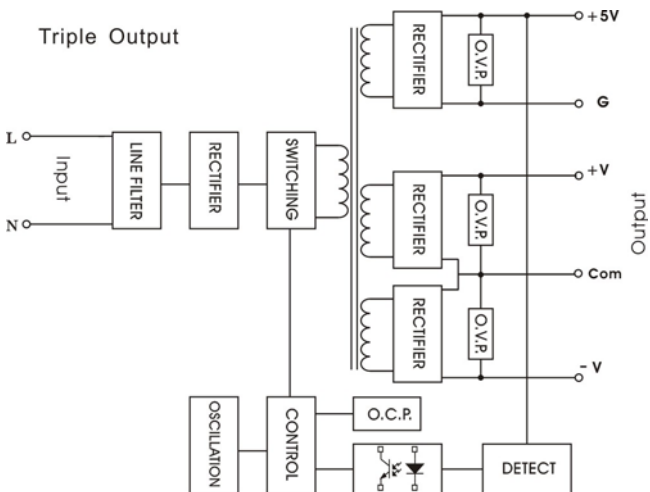 Triple Output
L
N
Input
LINE FILTER
RECTIFIER
SWITCHING
RECTIFIER
O.V.P.
+5V
G
RECTIFIER
O.V.P.
+V
Com
RECTIFIER
O.V.P.
- V
Output
OSCILLATION
CONTROL
O.C.P.
DETECT